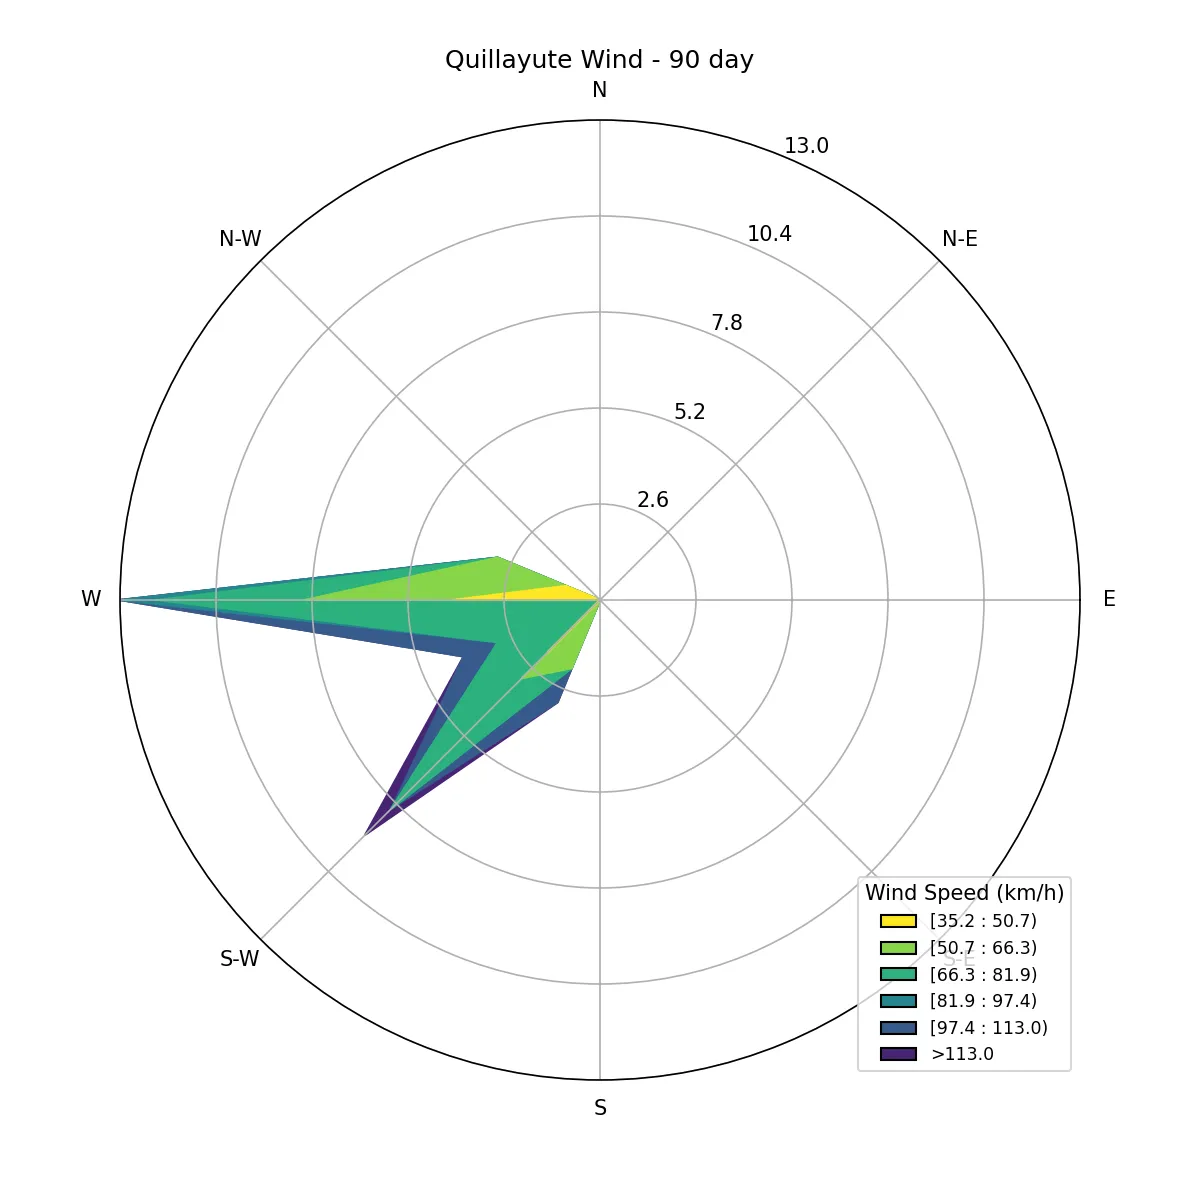 Quillayute Wind - 90 day
N
13.0
N-W
N-E
10.4
7.8
5.2
2.6
W
E
S-W
S-E
S
Wind Speed (km/h)
[35.2 : 50.7)
[50.7 : 66.3)
[66.3 : 81.9)
[81.9 : 97.4)
[97.4 : 113.0)
>113.0